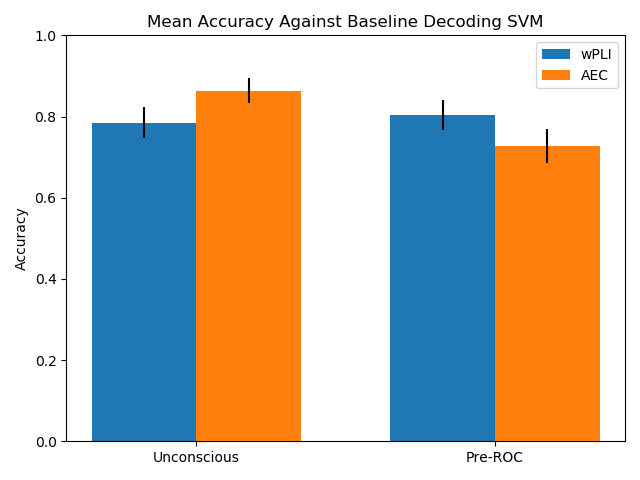 Mean Accuracy Against Baseline Decoding SVM
Accuracy
1.0
0.8
0.6
0.4
0.2
0.0
wPLI
AEC
Unconscious
Pre-ROC